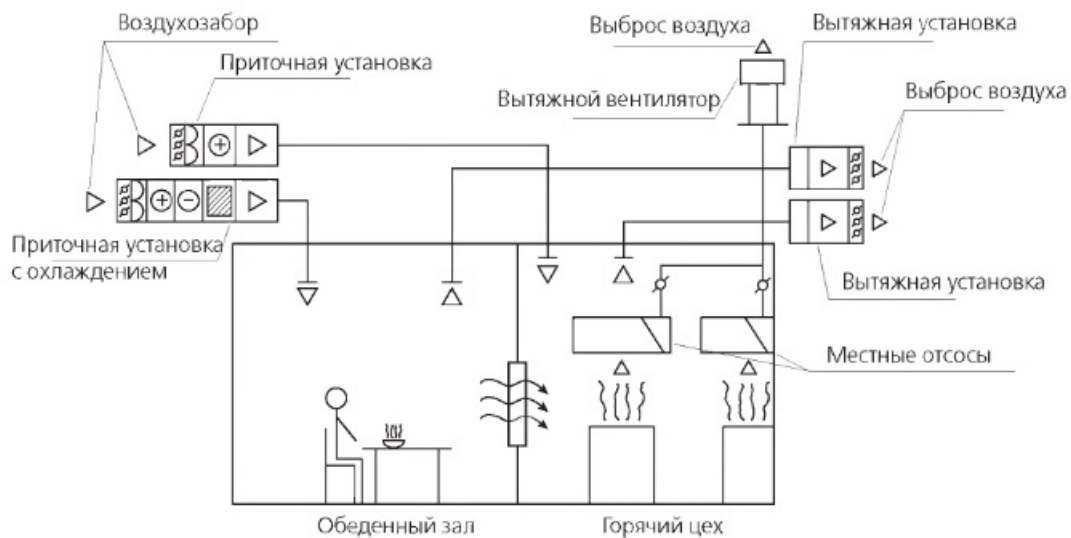 Воздухозабор
Приточная установка
Выброс воздуха
Вытяжной вентилятор
Вытяжная установка
Выброс воздуха
Приточная установка
с охлаждением
Вытяжная установка
Местные отсосы
Обеденный зал
Горячий цех